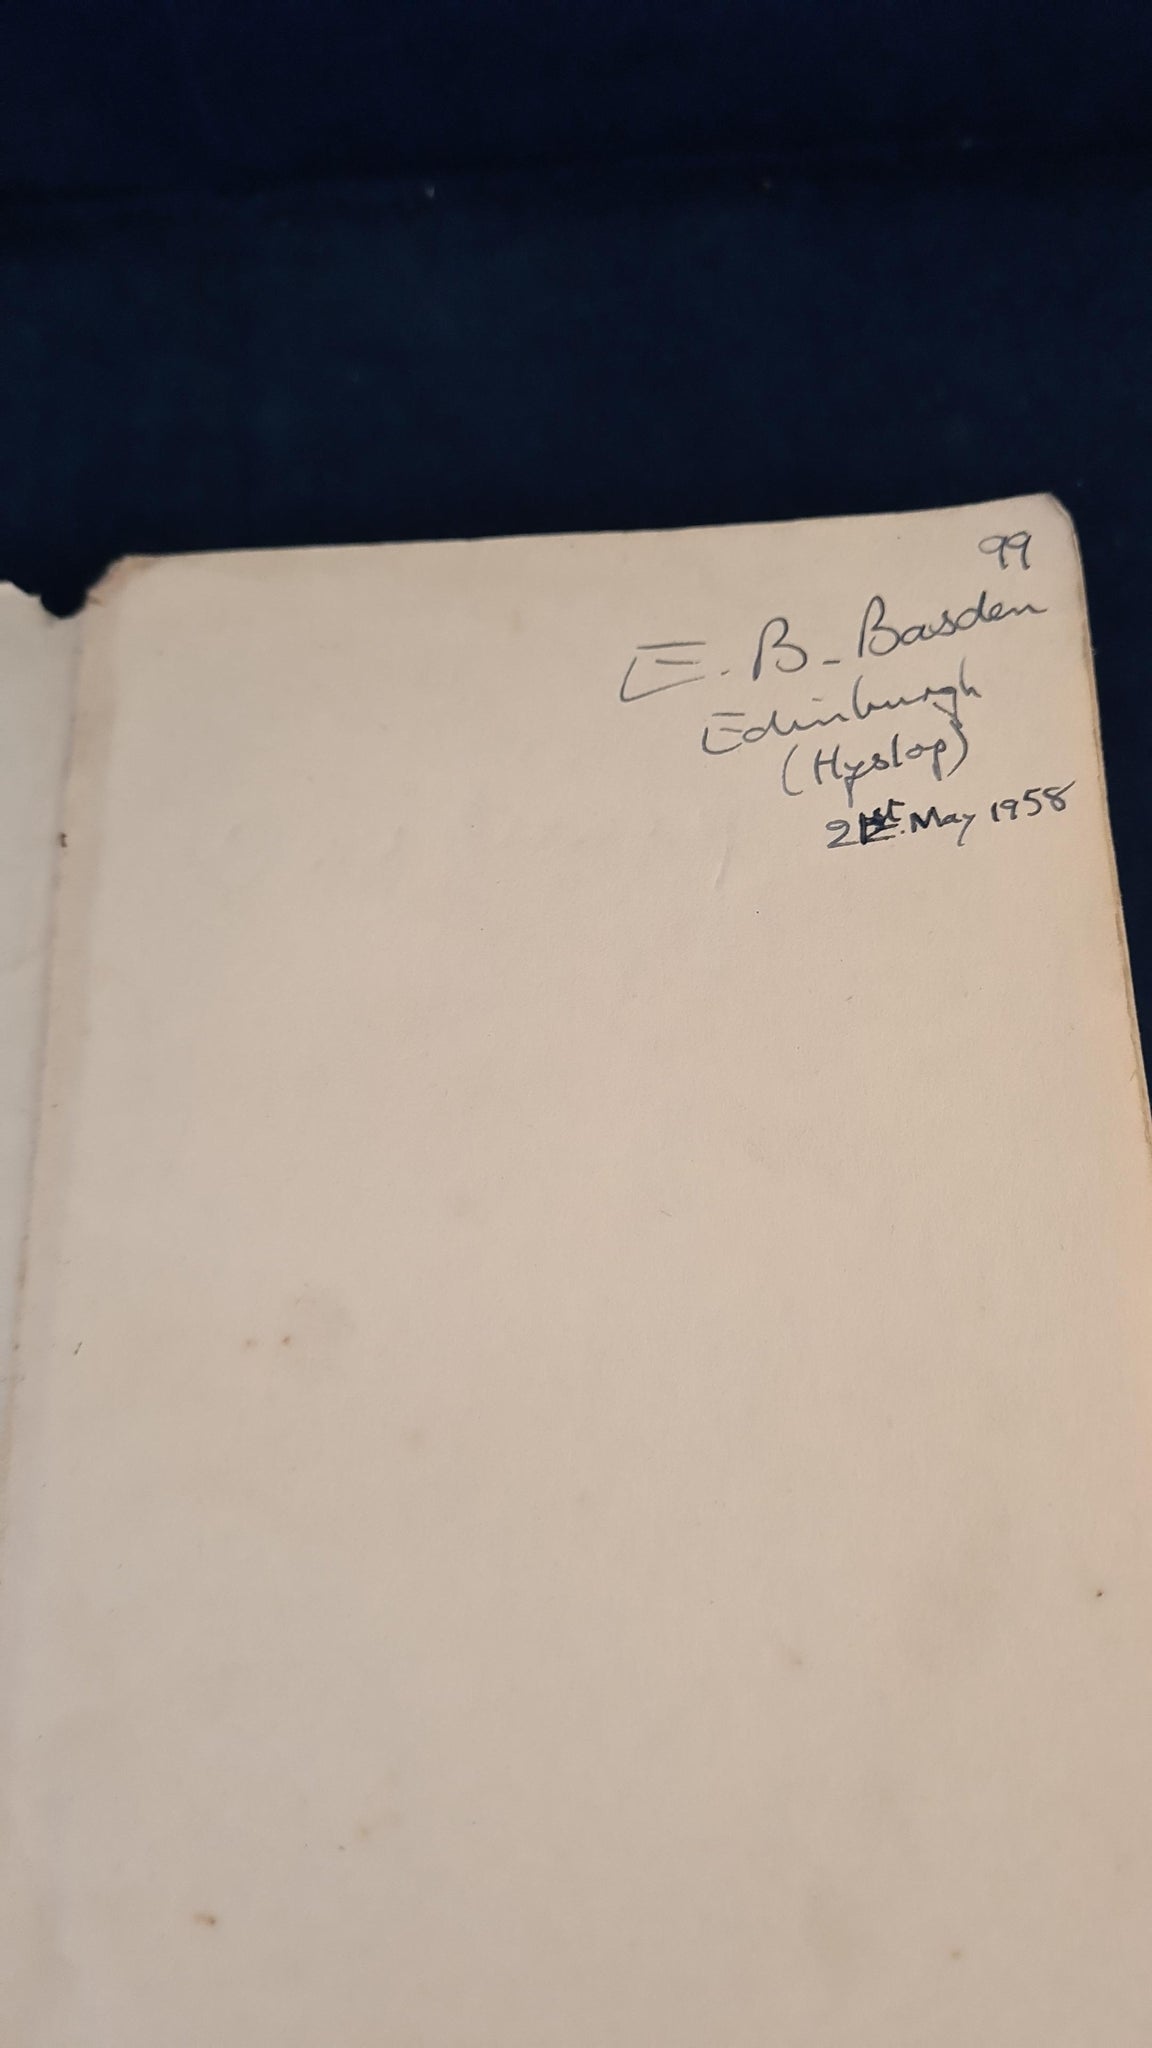 99
E. B. Basden
Edinburgh
(Hyslop)
21st. May 1958